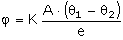 φ = K A · (θ₁ − θ₂) / e